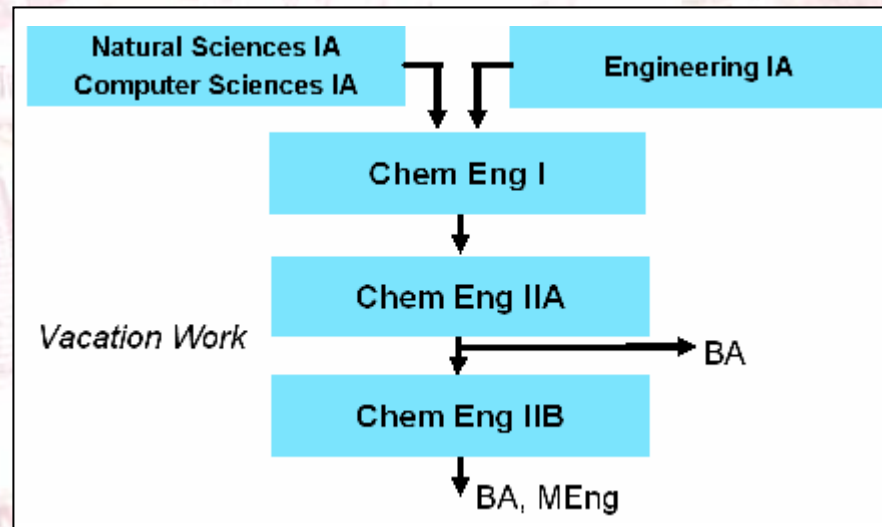 Natural Sciences IA
Computer Sciences IA
Engineering IA
Chem Eng I
Chem Eng IIA
Vacation Work
BA
Chem Eng IIB
BA, MEng